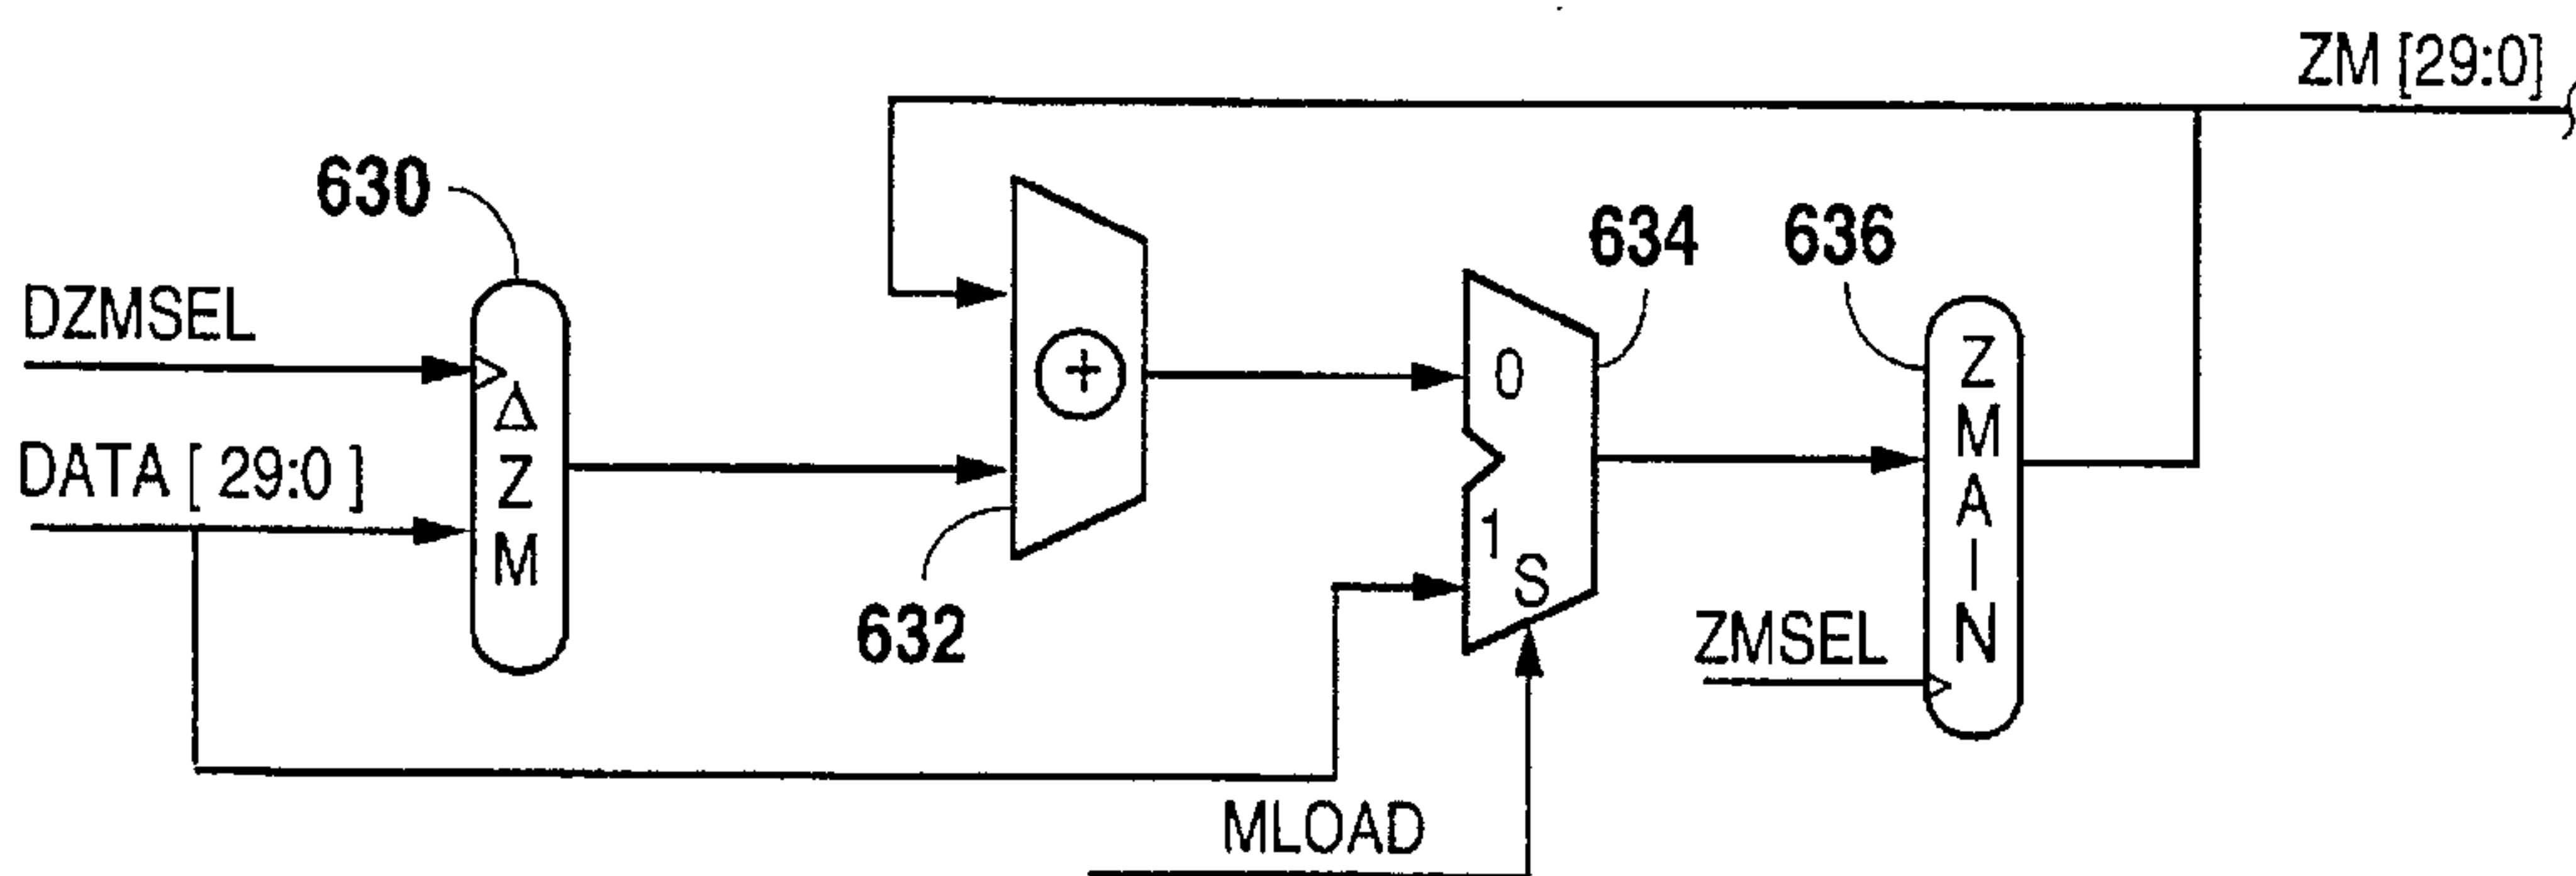 ZM [29:0]
630
634
636
DZMSEL
DATA [ 29:0 ]
Δ
Z
M
+
632
0
1
S
Z
M
A
I
N
ZMSEL
MLOAD